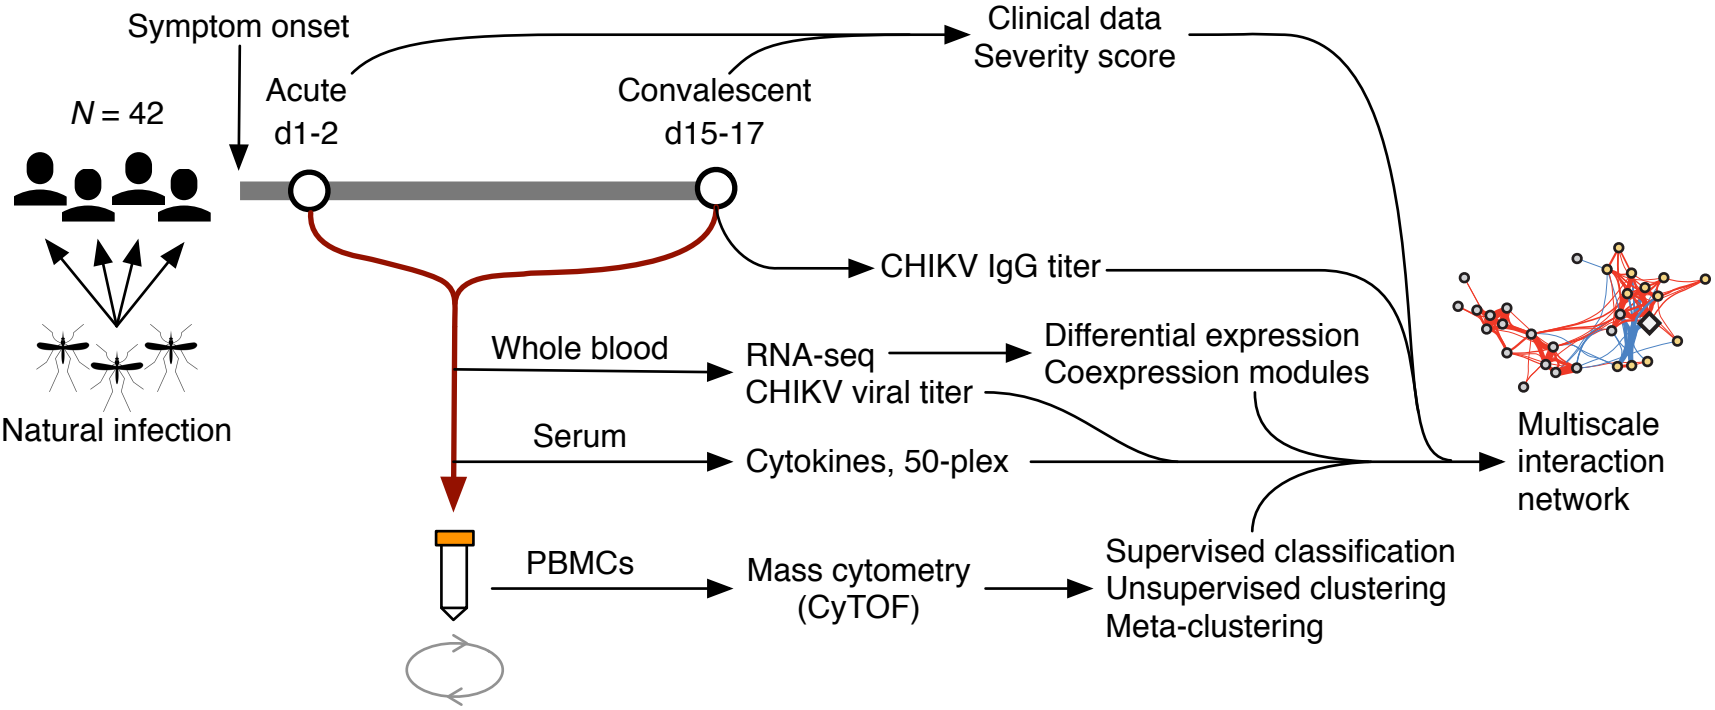 Symptom onset
Clinical data
Severity score
Acute
d1-2
Convalescent
d15-17
N = 42
Natural infection
CHIKV IgG titer
Whole blood
RNA-seq
CHIKV viral titer
Differential expression
Coexpression modules
Serum
Cytokines, 50-plex
Multiscale
interaction
network
PBMCs
Mass cytometry
(CyTOF)
Supervised classification
Unsupervised clustering
Meta-clustering